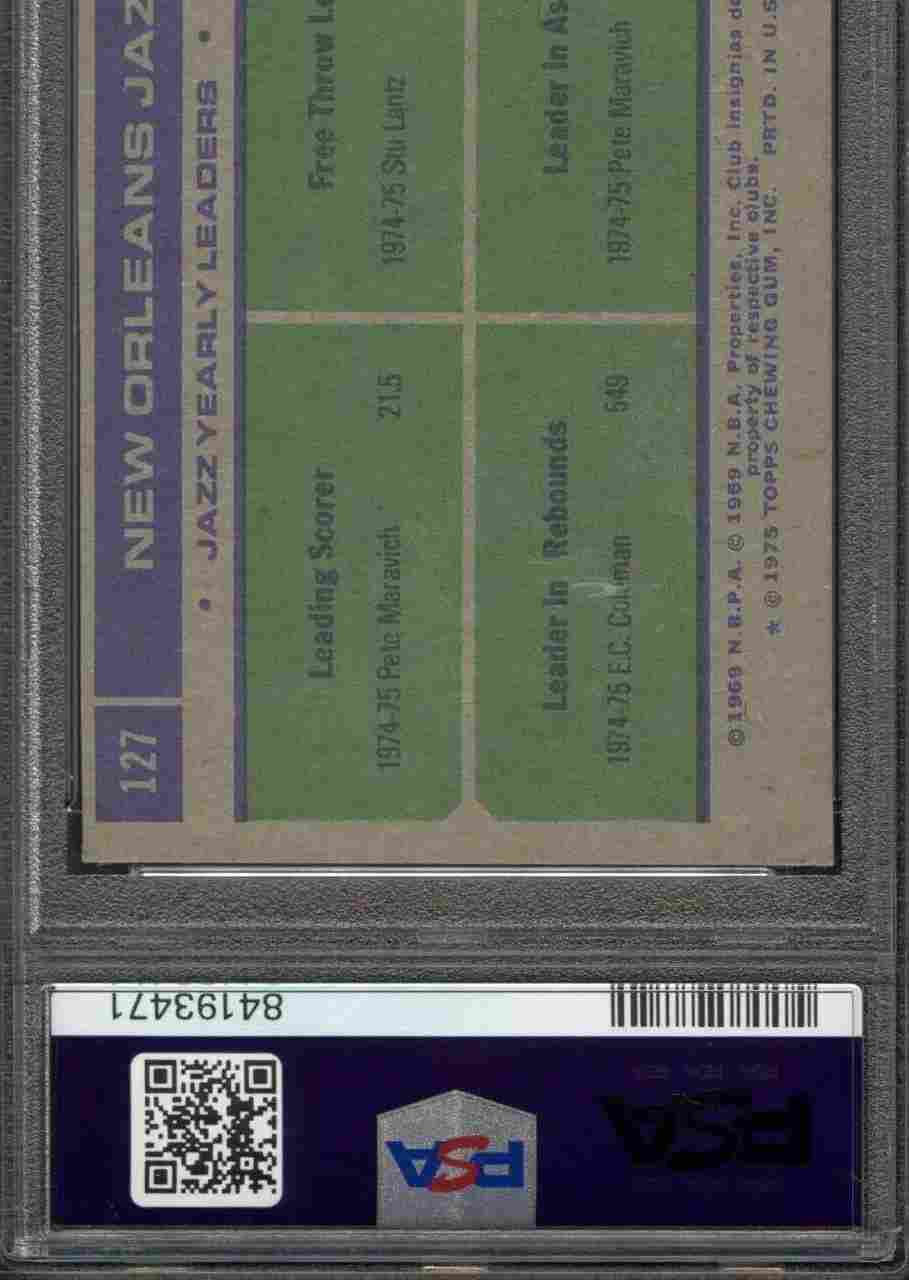 127
NEW ORLEANS JAZ
• JAZZ YEARLY LEADERS •
Leading Scorer
1974-75 Pete Maravich 21.5
Free Throw Le
1974-75 Stu Lantz
Leader In Rebounds
1974-75 E.C. Coleman 549
Leader In As
1974-75 Pete Maravich
©1969 N.B.P.A. © 1969 N.B.A. Properties, Inc. Club Insignias de
property of respective clubs.
* © 1975 TOPPS CHEWING GUM, INC. PRTD. IN U.S
84193471
PSA
PSA